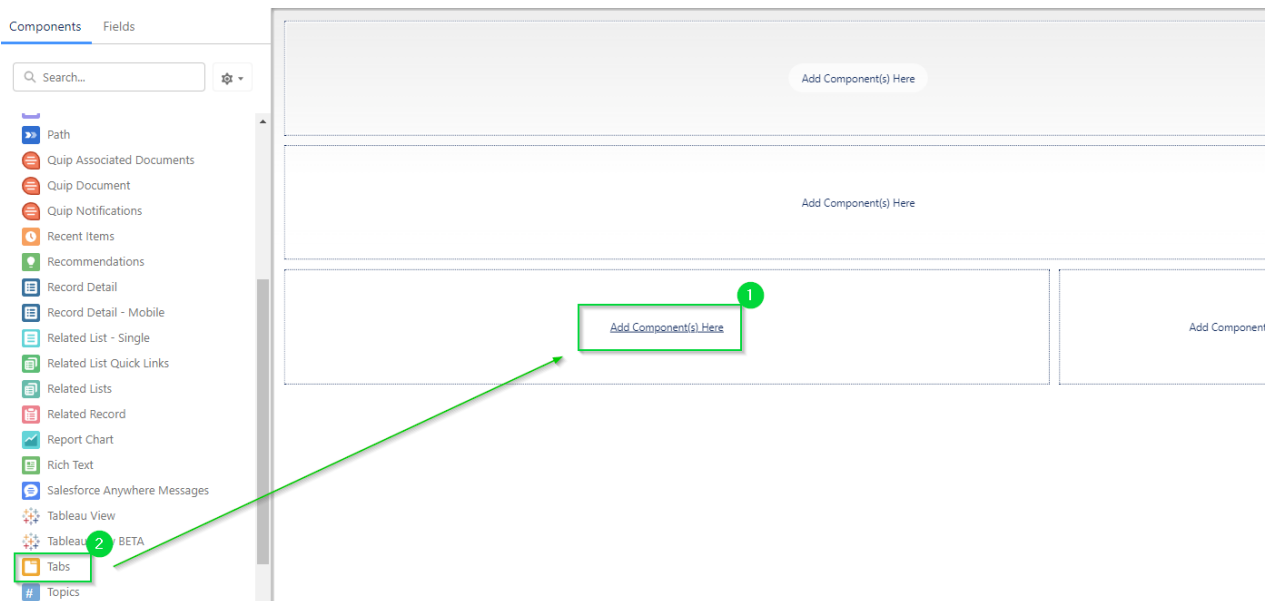 Components Fields
Search...
Path
Quip Associated Documents
Quip Document
Quip Notifications
Recent Items
Recommendations
Record Detail
Record Detail - Mobile
Related List - Single
Related List Quick Links
Related Lists
Related Record
Report Chart
Rich Text
Salesforce Anywhere Messages
Tableau View
Tableau BETA
2
Tabs
# Topics
Add Component(s) Here
Add Component(s) Here
1
Add Component(s) Here
Add Component